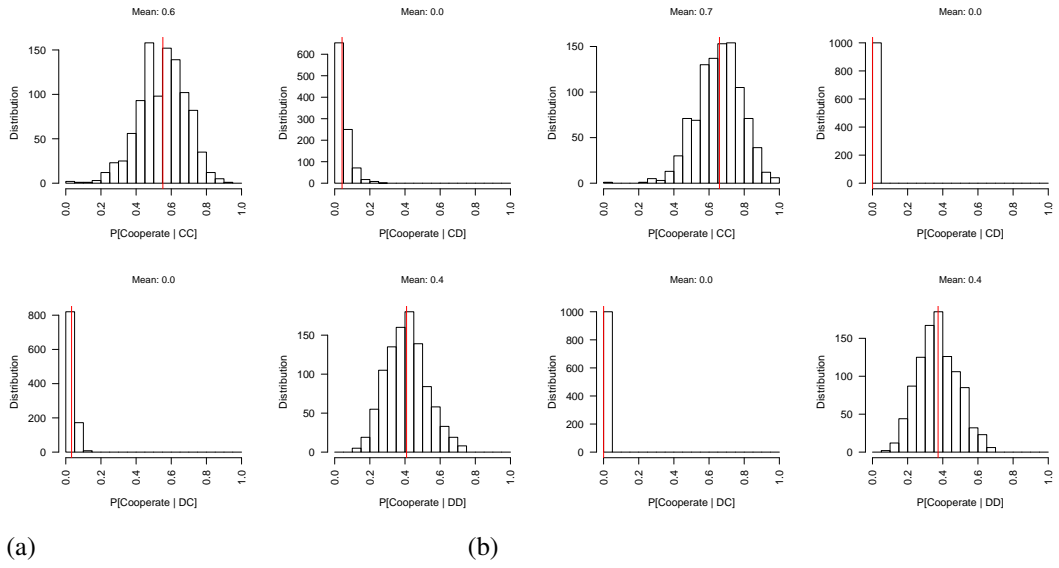 Mean: 0.6
Distribution
0 50 100 150
0.0 0.2 0.4 0.6 0.8 1.0
P[Cooperate | CC]
Mean: 0.0
Distribution
0 100 200 300 400 500 600
0.0 0.2 0.4 0.6 0.8 1.0
P[Cooperate | CD]
Mean: 0.7
Distribution
0 50 100 150
0.0 0.2 0.4 0.6 0.8 1.0
P[Cooperate | CC]
Mean: 0.0
Distribution
0 200 400 600 800 1000
0.0 0.2 0.4 0.6 0.8 1.0
P[Cooperate | CD]
Mean: 0.0
Distribution
0 200 400 600 800
0.0 0.2 0.4 0.6 0.8 1.0
P[Cooperate | DC]
Mean: 0.4
Distribution
0 50 100 150
0.0 0.2 0.4 0.6 0.8 1.0
P[Cooperate | DD]
Mean: 0.0
Distribution
0 200 400 600 800 1000
0.0 0.2 0.4 0.6 0.8 1.0
P[Cooperate | DC]
Mean: 0.4
Distribution
0 50 100 150
0.0 0.2 0.4 0.6 0.8 1.0
P[Cooperate | DD]
(a)
(b)